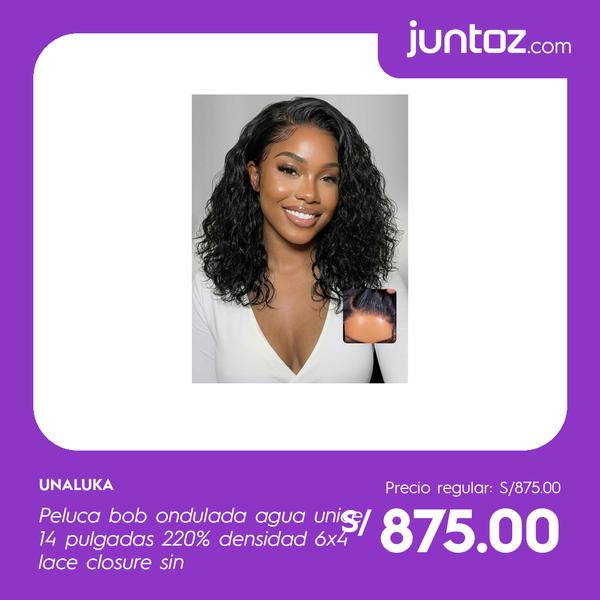 juntoz.com
UNALUKA
Peluca bob ondulada agua unice
14 pulgadas 220% densidad 6x4
lace closure sin
Precio regular: S/875.00
S/ 875.00